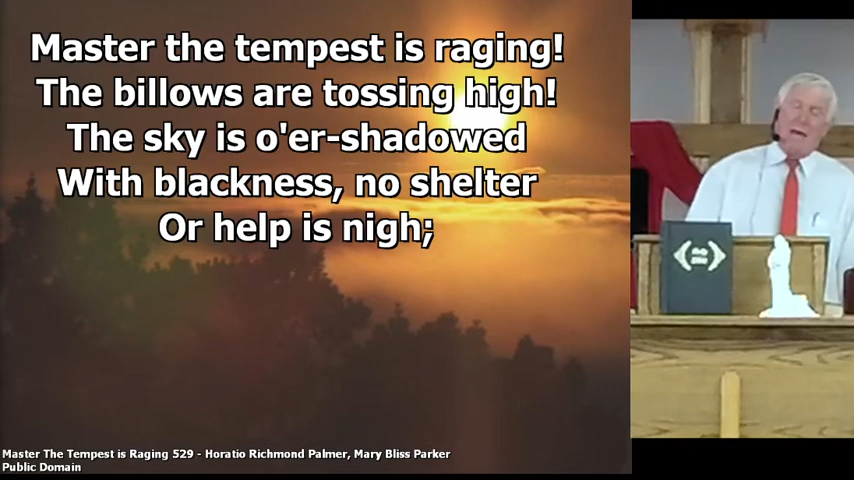 Master the tempest is raging!
The billows are tossing high!
The sky is o'er-shadowed
With blackness, no shelter
Or help is nigh;
Master The Tempest is Raging 529 - Horatio Richmond Palmer, Mary Bliss Parker
Public Domain